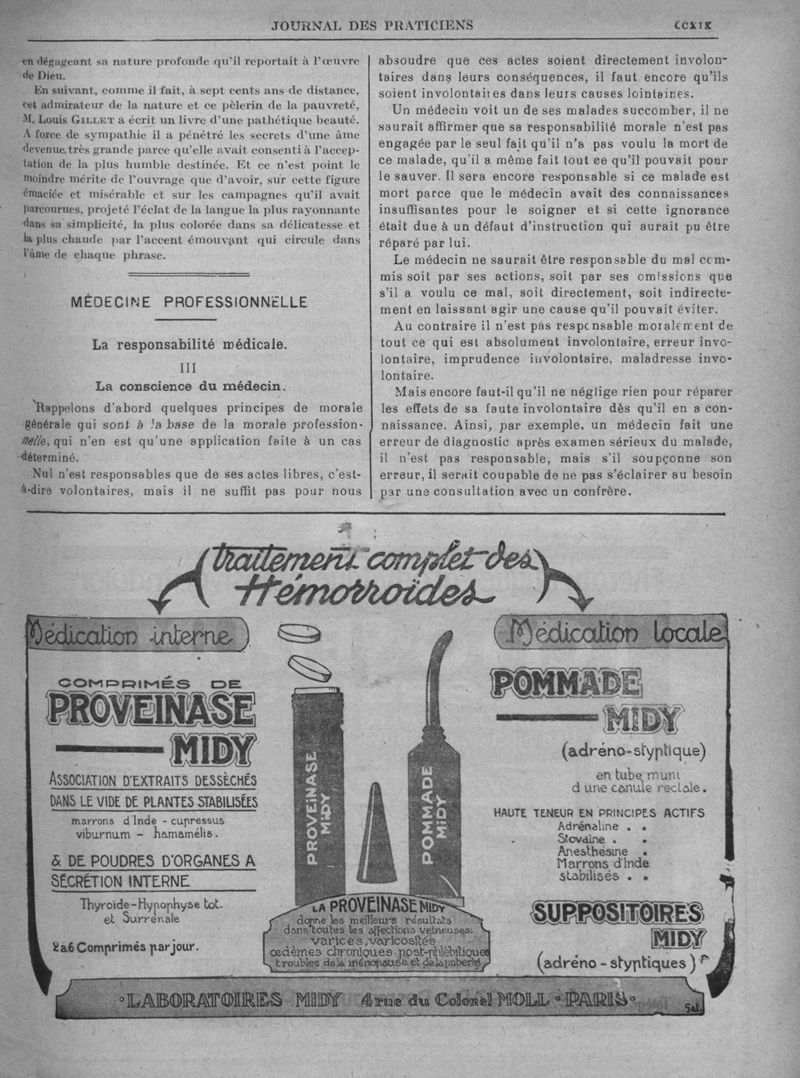 JOURNAL DES PRATICIENS
CCXIX
en dégageant sa nature profonde qu'il reportait à l'œuvre
de Dieu.
En suivant, comme il fait, à sept cents ans de distance,
cet admirateur de la nature et ce pèlerin de la pauvreté,
M. Louis GILLET a écrit un livre d'une pathétique beauté.
A force de sympathie il a pénétré les secrets d'une âme
devenue très grande parce qu'elle avait consenti à l'accep-
tation de la plus humble destinée. Et ce n'est point le
moindre mérite de l'ouvrage que d'avoir, sur cette figure
émaciée et misérable et sur les campagnes qu'il avait
parcourues, projeté l'éclat de la langue la plus rayonnante
dans sa simplicité, la plus colorée dans sa délicatesse et
la plus chaude par l'accent émouvant qui circule dans
l'âme de chaque phrase.
MÉDECINE PROFESSIONNELLE
La responsabilité médicale.
III
La conscience du médecin.
Rappelons d'abord quelques principes de morale
générale qui sont à la base de la morale profession-
nelle, qui n'en est qu'une application faite à un cas
déterminé.
Nul n'est responsables que de ses actes libres, c'est-
à-dire volontaires, mais il ne suffit pas pour nous
absoudre que ces actes soient directement involon-
taires dans leurs conséquences, il faut encore qu'ils
soient involontaires dans leurs causes lointaines.
Un médecin voit un de ses malades succomber, il ne
saurait affirmer que sa responsabilité morale n'est pas
engagée par le seul fait qu'il n'a pas voulu la mort de
ce malade, qu'il a même fait tout ce qu'il pouvait pour
le sauver. Il sera encore responsable si ce malade est
mort parce que le médecin avait des connaissances
insuffisantes pour le soigner et si cette ignorance
était due à un défaut d'instruction qui aurait pu être
réparé par lui.
Le médecin ne saurait être responsable du mal com-
mis soit par ses actions, soit par ses omissions que
s'il a voulu ce mal, soit directement, soit indirecte-
ment en laissant agir une cause qu'il pouvait éviter.
Au contraire il n'est pas responsable moralement de
tout ce qui est absolument involontaire, erreur invo-
lontaire, imprudence involontaire, maladresse invo-
lontaire.
Mais encore faut-il qu'il ne néglige rien pour réparer
les effets de sa faute involontaire dès qu'il en a con-
naissance. Ainsi, par exemple, un médecin fait une
erreur de diagnostic après examen sérieux du malade,
il n'est pas responsable, mais s'il soupçonne son
erreur, il serait coupable de ne pas s'éclairer au besoin
par une consultation avec un confrère.
Traitement complet des
Hémorroïdes
Médication interne
COMPRIMÉS DE
PROVEINASE
MIDY
ASSOCIATION D'EXTRAITS DESSÈCHÉS
DANS LE VIDE DE PLANTES STABILISÉES
marrons d'Inde - cupressus
viburnum - hamamélis.
& DE POUDRES D'ORGANES A
SÉCRÉTION INTERNE
Thyroïde-Hypophyse tot.
et Surrénale
2 à 6 Comprimés par jour.
PROVEINASE
MIDY
POMMADE
MIDY
LA PROVEINASE MIDY
donne les meilleurs résultats
dans toutes les affections veineuses:
varices, varicosités
œdèmes chroniques post-phlébitiques
troubles de la ménopause et de la puberté
Médication locale
POMMADE
MIDY
(adréno-styptique)
en tube muni
d'une canule rectale.
HAUTE TENEUR EN PRINCIPES ACTIFS
Adrénaline . .
Stovaïne . .
Anesthésine .
Marrons d'Inde
stabilisés . .
SUPPOSITOIRES
MIDY
(adréno-styptiques)
LABORATOIRES MIDY 4 rue du Colonel MOLL PARIS